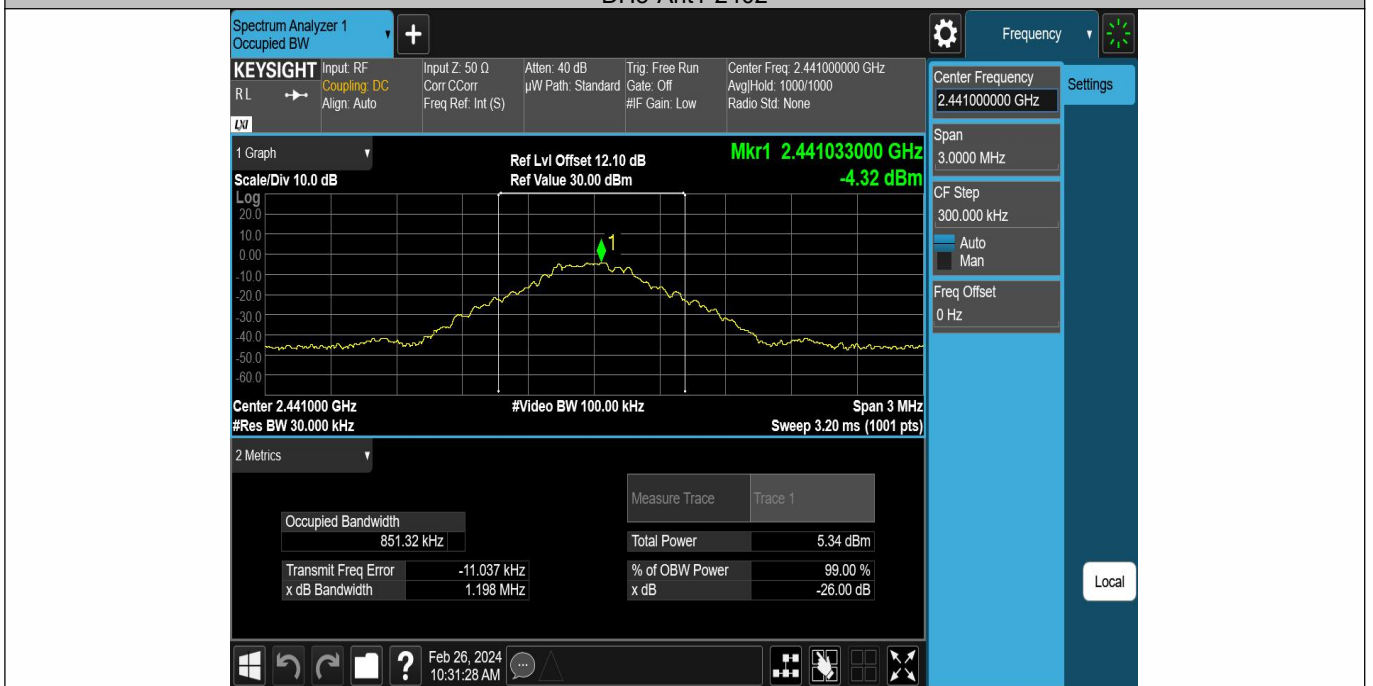 Spectrum Analyzer 1
Occupied BW
+
Frequency
KEYSIGHT
RL
LXI
Input: RF
Coupling: DC
Align: Auto
Input Z: 50 Ω
Corr CCorr
Freq Ref: Int (S)
Atten: 40 dB
µW Path: Standard
Trig: Free Run
Gate: Off
#IF Gain: Low
Center Freq: 2.441000000 GHz
Avg|Hold: 1000/1000
Radio Std: None
Center Frequency
2.441000000 GHz
Settings
Span
3.0000 MHz
CF Step
300.000 kHz
Auto
Man
Freq Offset
0 Hz
Local
1 Graph
Scale/Div 10.0 dB
Ref Lvl Offset 12.10 dB
Ref Value 30.00 dBm
Mkr1 2.441033000 GHz
-4.32 dBm
Log
20.0
10.0
0.00
-10.0
-20.0
-30.0
-40.0
-50.0
-60.0
1
Center 2.441000 GHz
#Res BW 30.000 kHz
#Video BW 100.00 kHz
Span 3 MHz
Sweep 3.20 ms (1001 pts)
2 Metrics
Measure Trace Trace 1
Occupied Bandwidth
851.32 kHz
Total Power 5.34 dBm
Transmit Freq Error -11.037 kHz
% of OBW Power 99.00 %
x dB Bandwidth 1.198 MHz
x dB -26.00 dB
?
Feb 26, 2024
10:31:28 AM